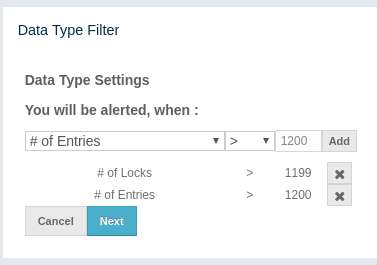 Data Type Filter
Data Type Settings
You will be alerted, when :
# of Entries > 1200 Add
# of Locks > 1199 ✖
# of Entries > 1200 ✖
Cancel Next